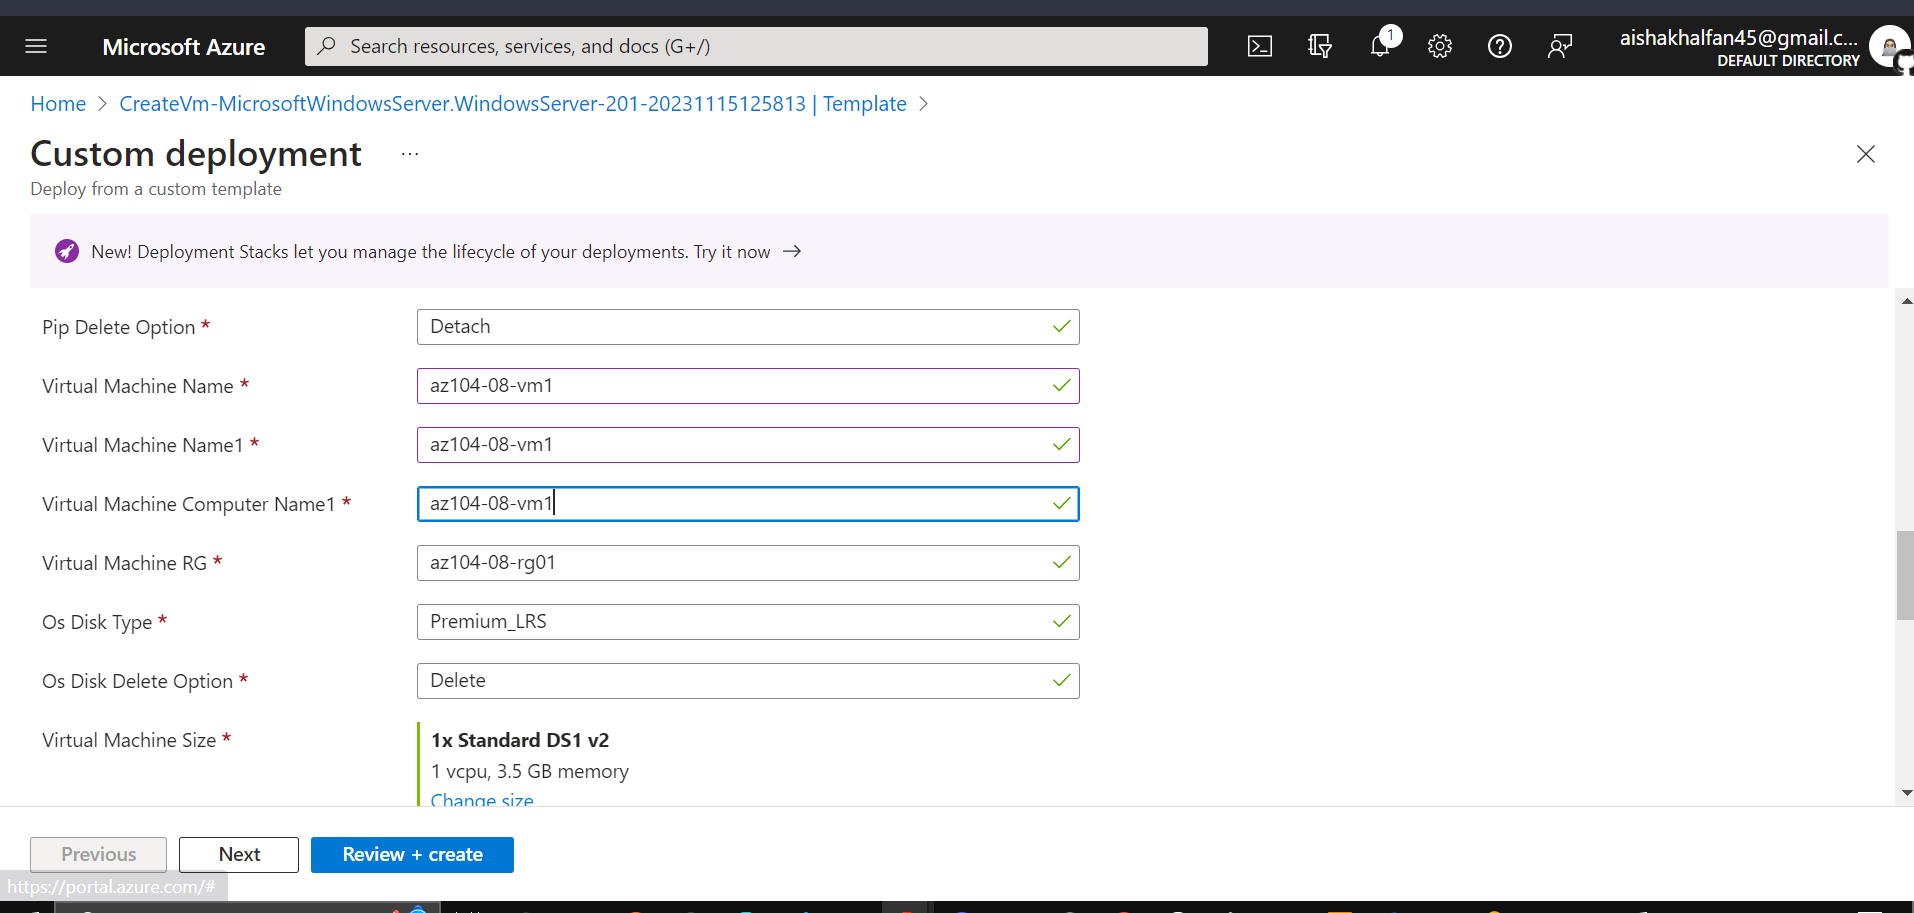 Microsoft Azure
Search resources, services, and docs (G+/)
1
aishakhalfan45@gmail.c...
DEFAULT DIRECTORY
Home > CreateVm-MicrosoftWindowsServer.WindowsServer-201-20231115125813 | Template >
Custom deployment ...
Deploy from a custom template
New! Deployment Stacks let you manage the lifecycle of your deployments. Try it now →
Pip Delete Option * Detach
Virtual Machine Name * az104-08-vm1
Virtual Machine Name1 * az104-08-vm1
Virtual Machine Computer Name1 * az104-08-vm1
Virtual Machine RG * az104-08-rg01
Os Disk Type * Premium_LRS
Os Disk Delete Option * Delete
Virtual Machine Size * 1x Standard DS1 v2
1 vcpu, 3.5 GB memory
Change size
Previous Next Review + create
https://portal.azure.com/#